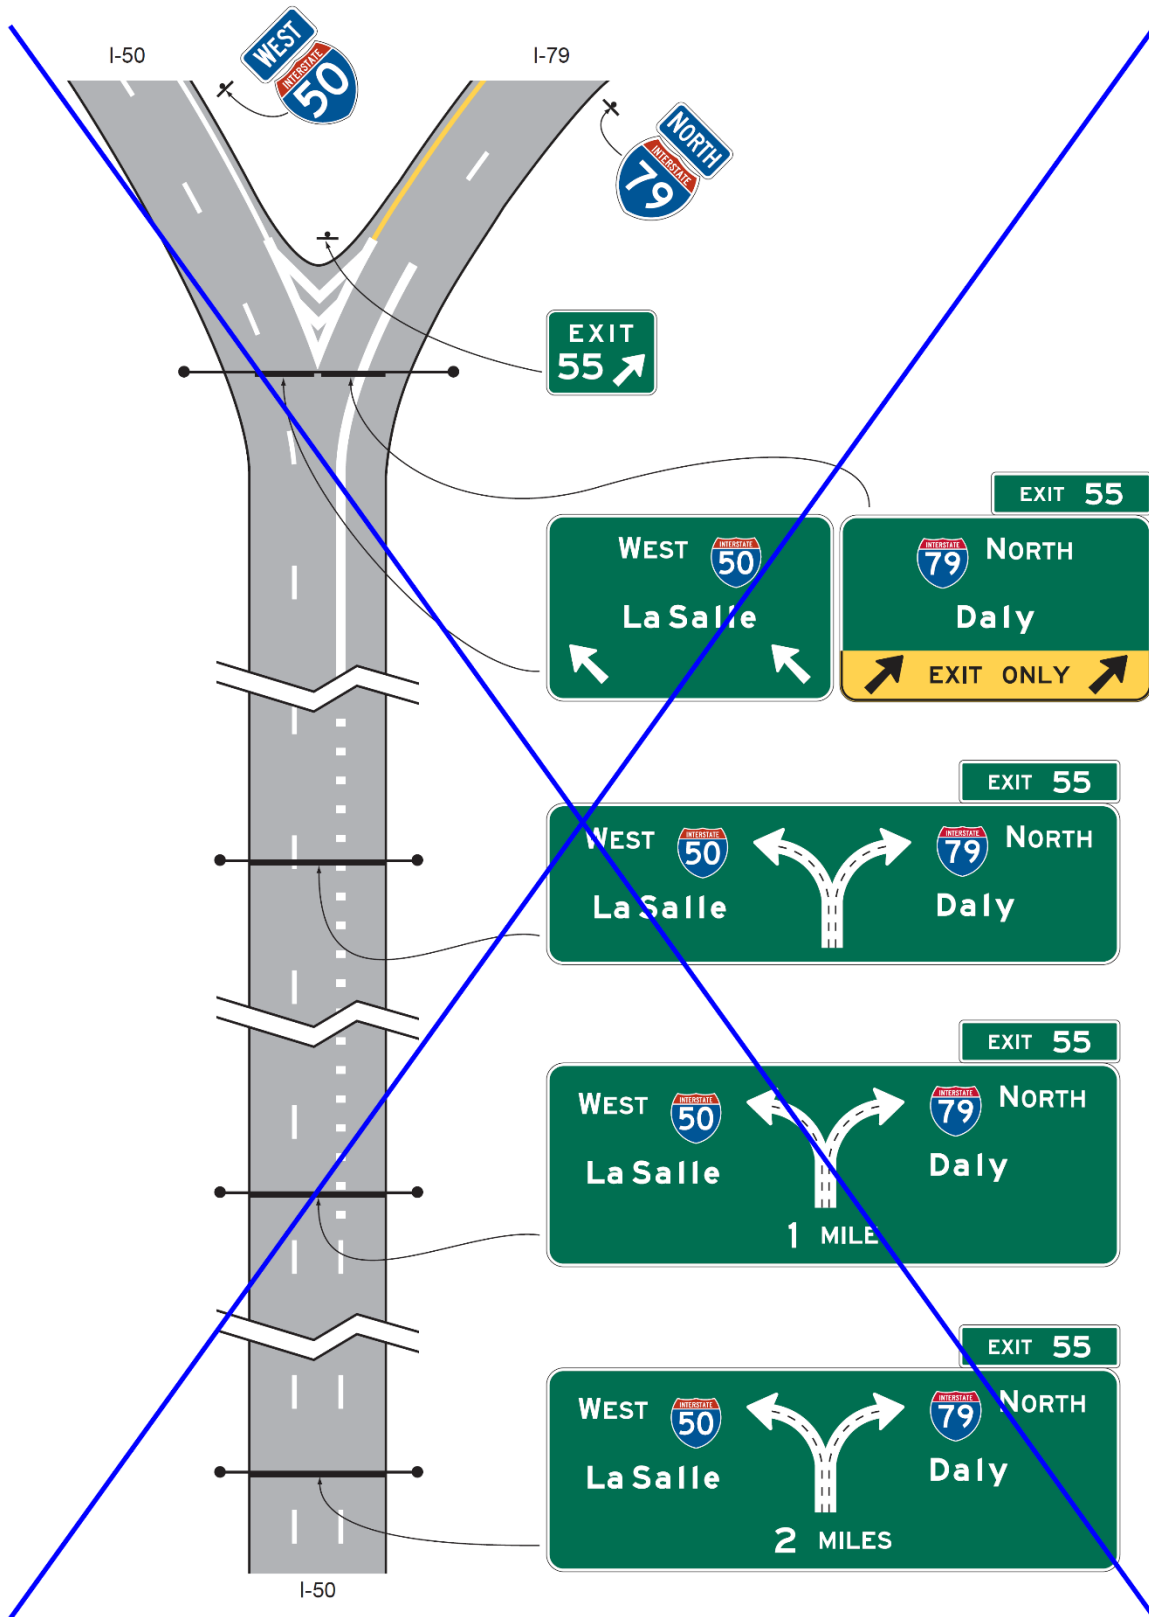 I-50
WEST
INTERSTATE
50
I-79
NORTH
INTERSTATE
79
EXIT
55
EXIT 55
WEST INTERSTATE 50
La Salle
INTERSTATE 79 NORTH
Daly
EXIT ONLY
EXIT 55
WEST INTERSTATE 50
La Salle
INTERSTATE 79 NORTH
Daly
EXIT 55
WEST INTERSTATE 50
La Salle
INTERSTATE 79 NORTH
Daly
1 MILE
EXIT 55
WEST INTERSTATE 50
La Salle
INTERSTATE 79 NORTH
Daly
2 MILES
I-50